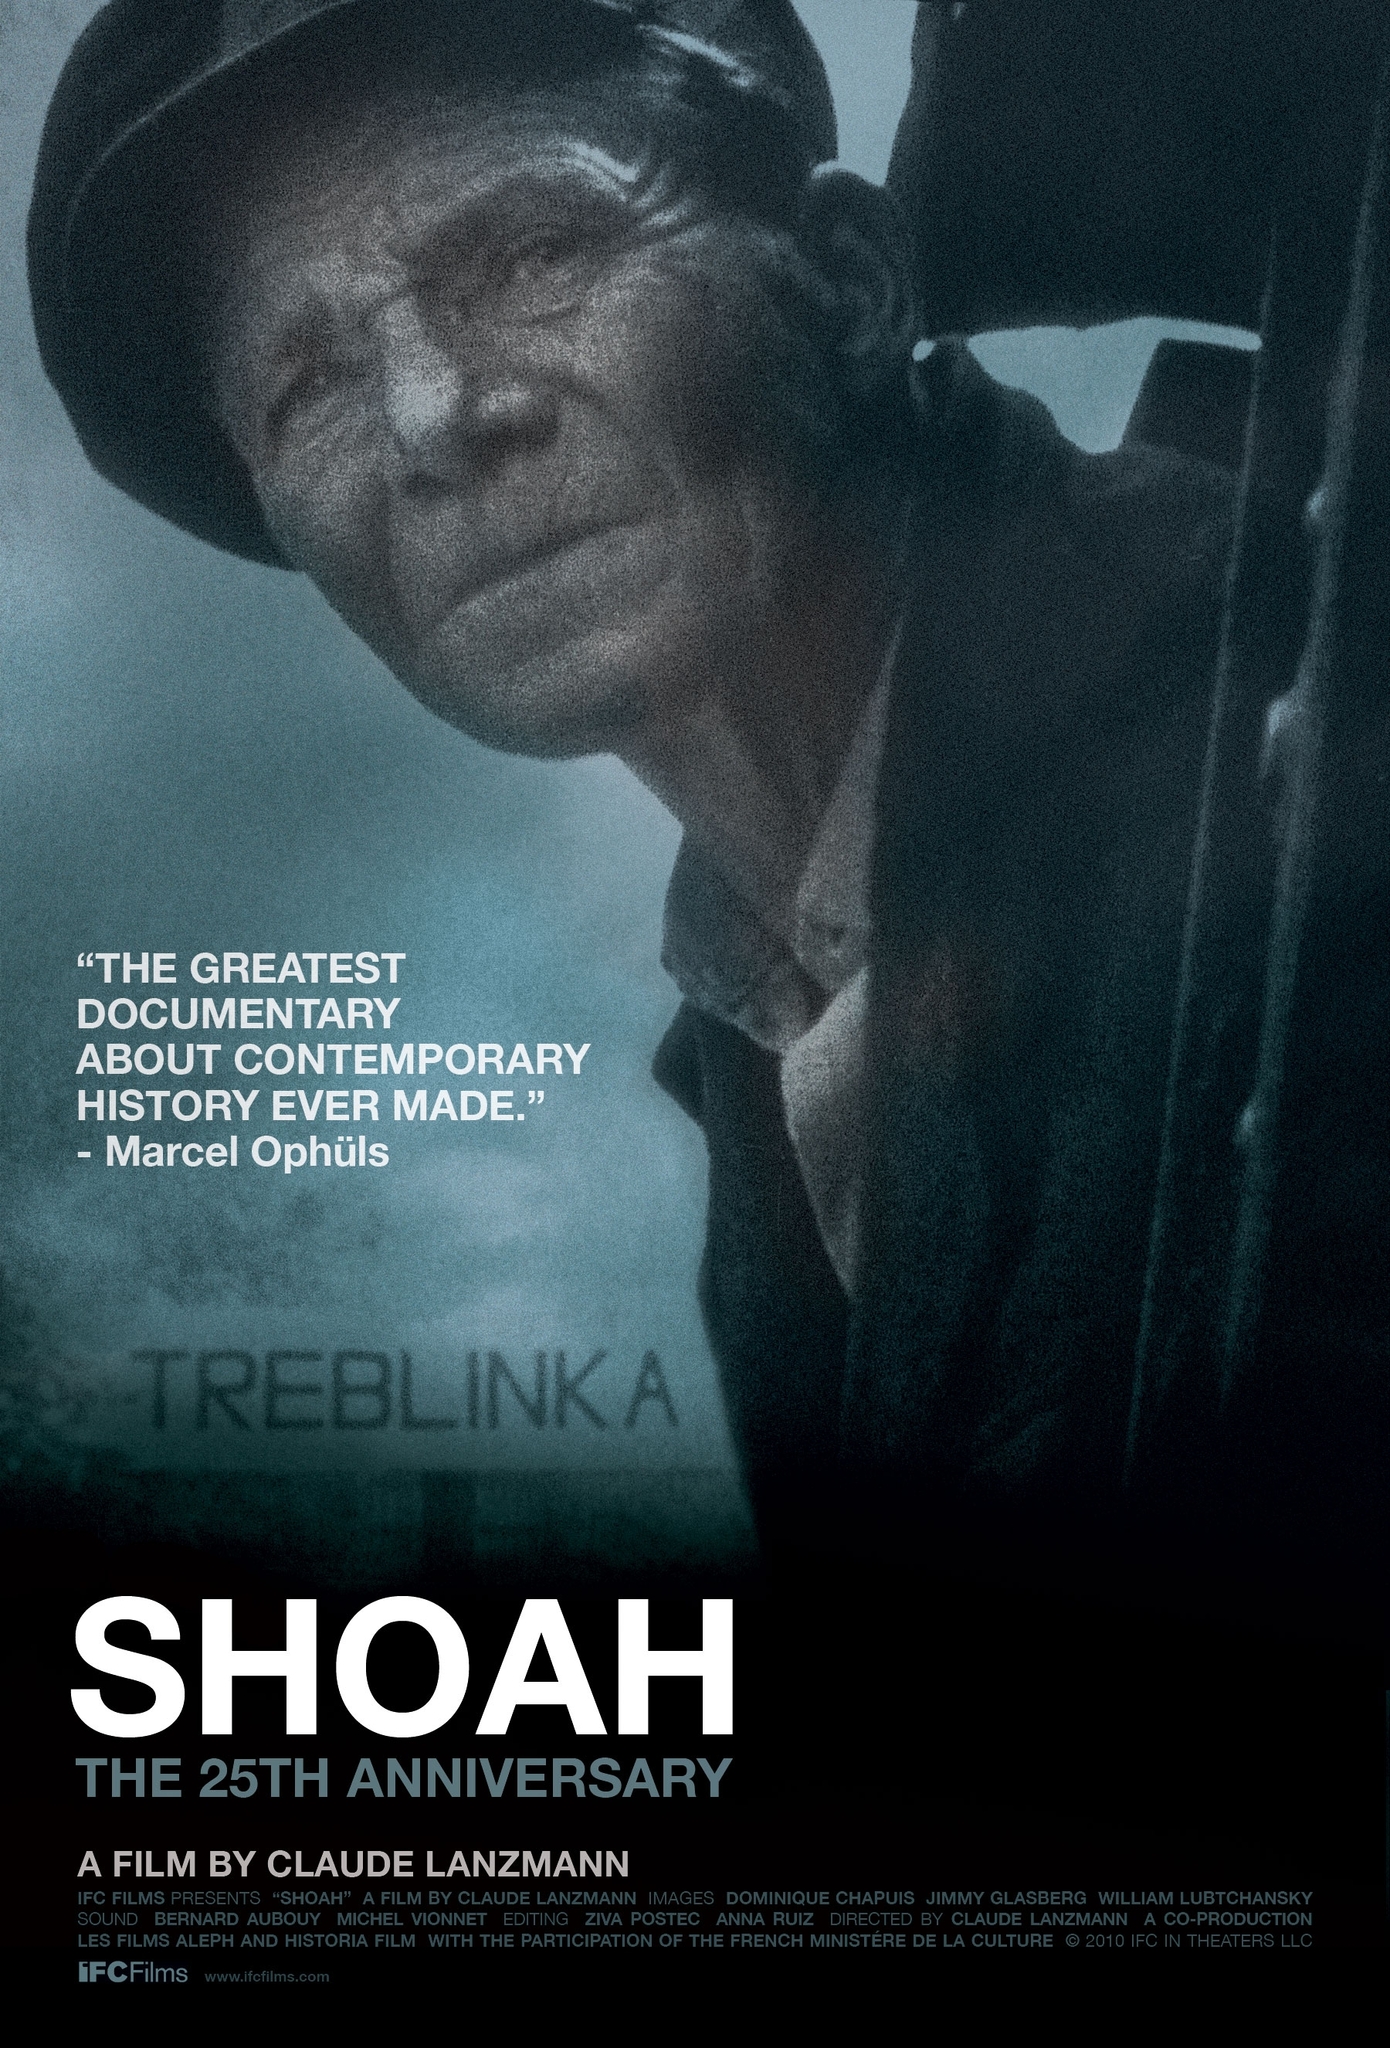 “THE GREATEST
DOCUMENTARY
ABOUT CONTEMPORARY
HISTORY EVER MADE.”
- Marcel Ophüls
TREBLINKA
SHOAH
THE 25TH ANNIVERSARY
A FILM BY CLAUDE LANZMANN
IFC FILMS PRESENTS “SHOAH” A FILM BY CLAUDE LANZMANN IMAGES DOMINIQUE CHAPUIS JIMMY GLASBERG WILLIAM LUBTCHANSKY
SOUND BERNARD AUBOUY MICHEL VIONNET EDITING ZIVA POSTEC ANNA RUIZ DIRECTED BY CLAUDE LANZMANN A CO-PRODUCTION
LES FILMS ALEPH AND HISTORIA FILM WITH THE PARTICIPATION OF THE FRENCH MINISTÉRE DE LA CULTURE © 2010 IFC IN THEATERS LLC
IFCFilms www.ifcfilms.com